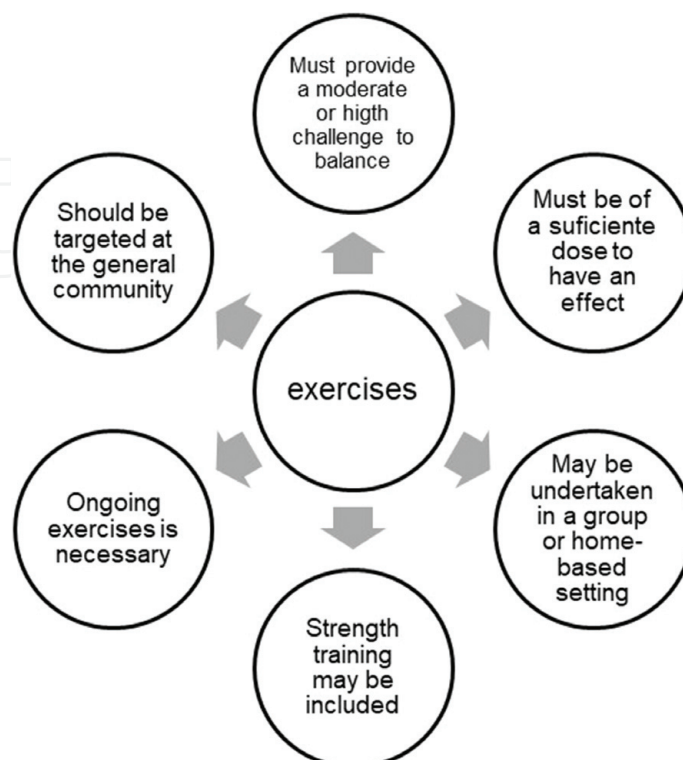 Must provide
a moderate
or higth
challenge to
balance
Should be
targeted at
the general
community
Must be of
a suficiente
dose to
have an
effect
exercises
Ongoing
exercises is
necessary
May be
undertaken
in a group
or home-
based
setting
Strength
training
may be
included